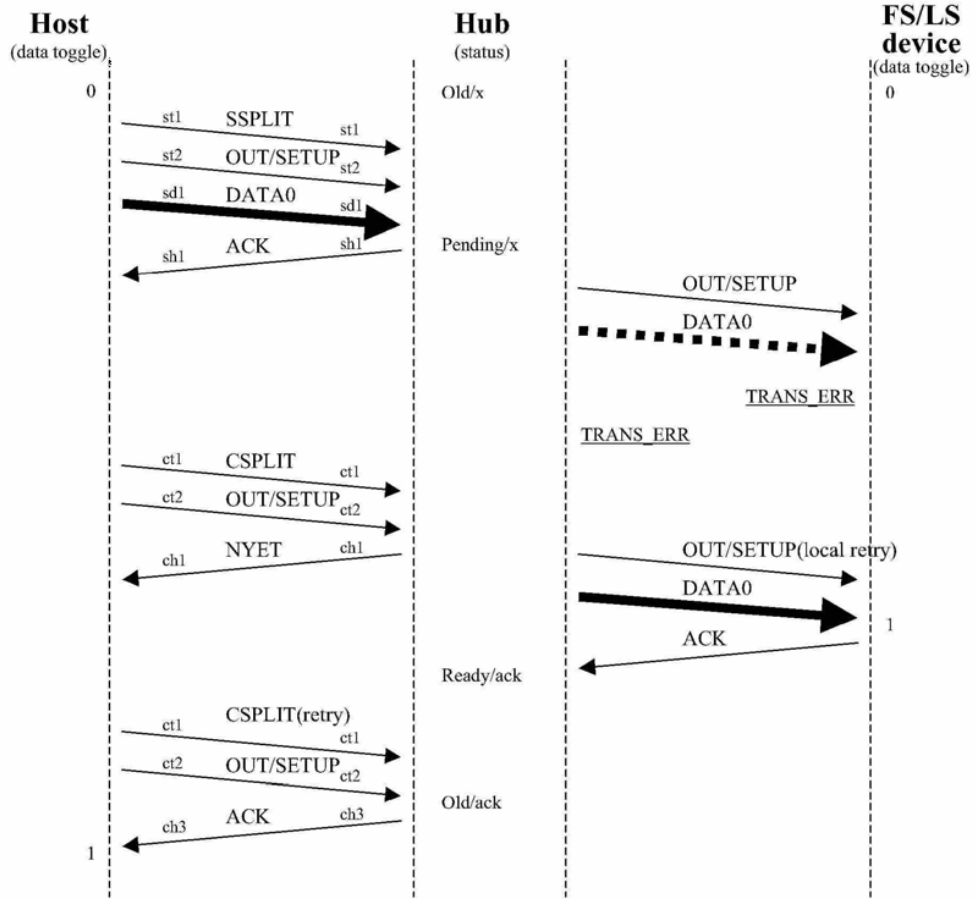 Host
(data toggle)
Hub
(status)
FS/LS
device
(data toggle)
0
Old/x
0
st1 SSPLIT st1
st2 OUT/SETUP st2
sd1 DATA0 sd1
sh1 ACK sh1
Pending/x
OUT/SETUP
DATA0
TRANS_ERR
TRANS_ERR
ct1 CSPLIT ct1
ct2 OUT/SETUP ct2
ch1 NYET ch1
OUT/SETUP(local retry)
DATA0
1
ACK
Ready/ack
ct1 CSPLIT(retry) ct1
ct2 OUT/SETUP ct2
Old/ack
ch3 ACK ch3
1